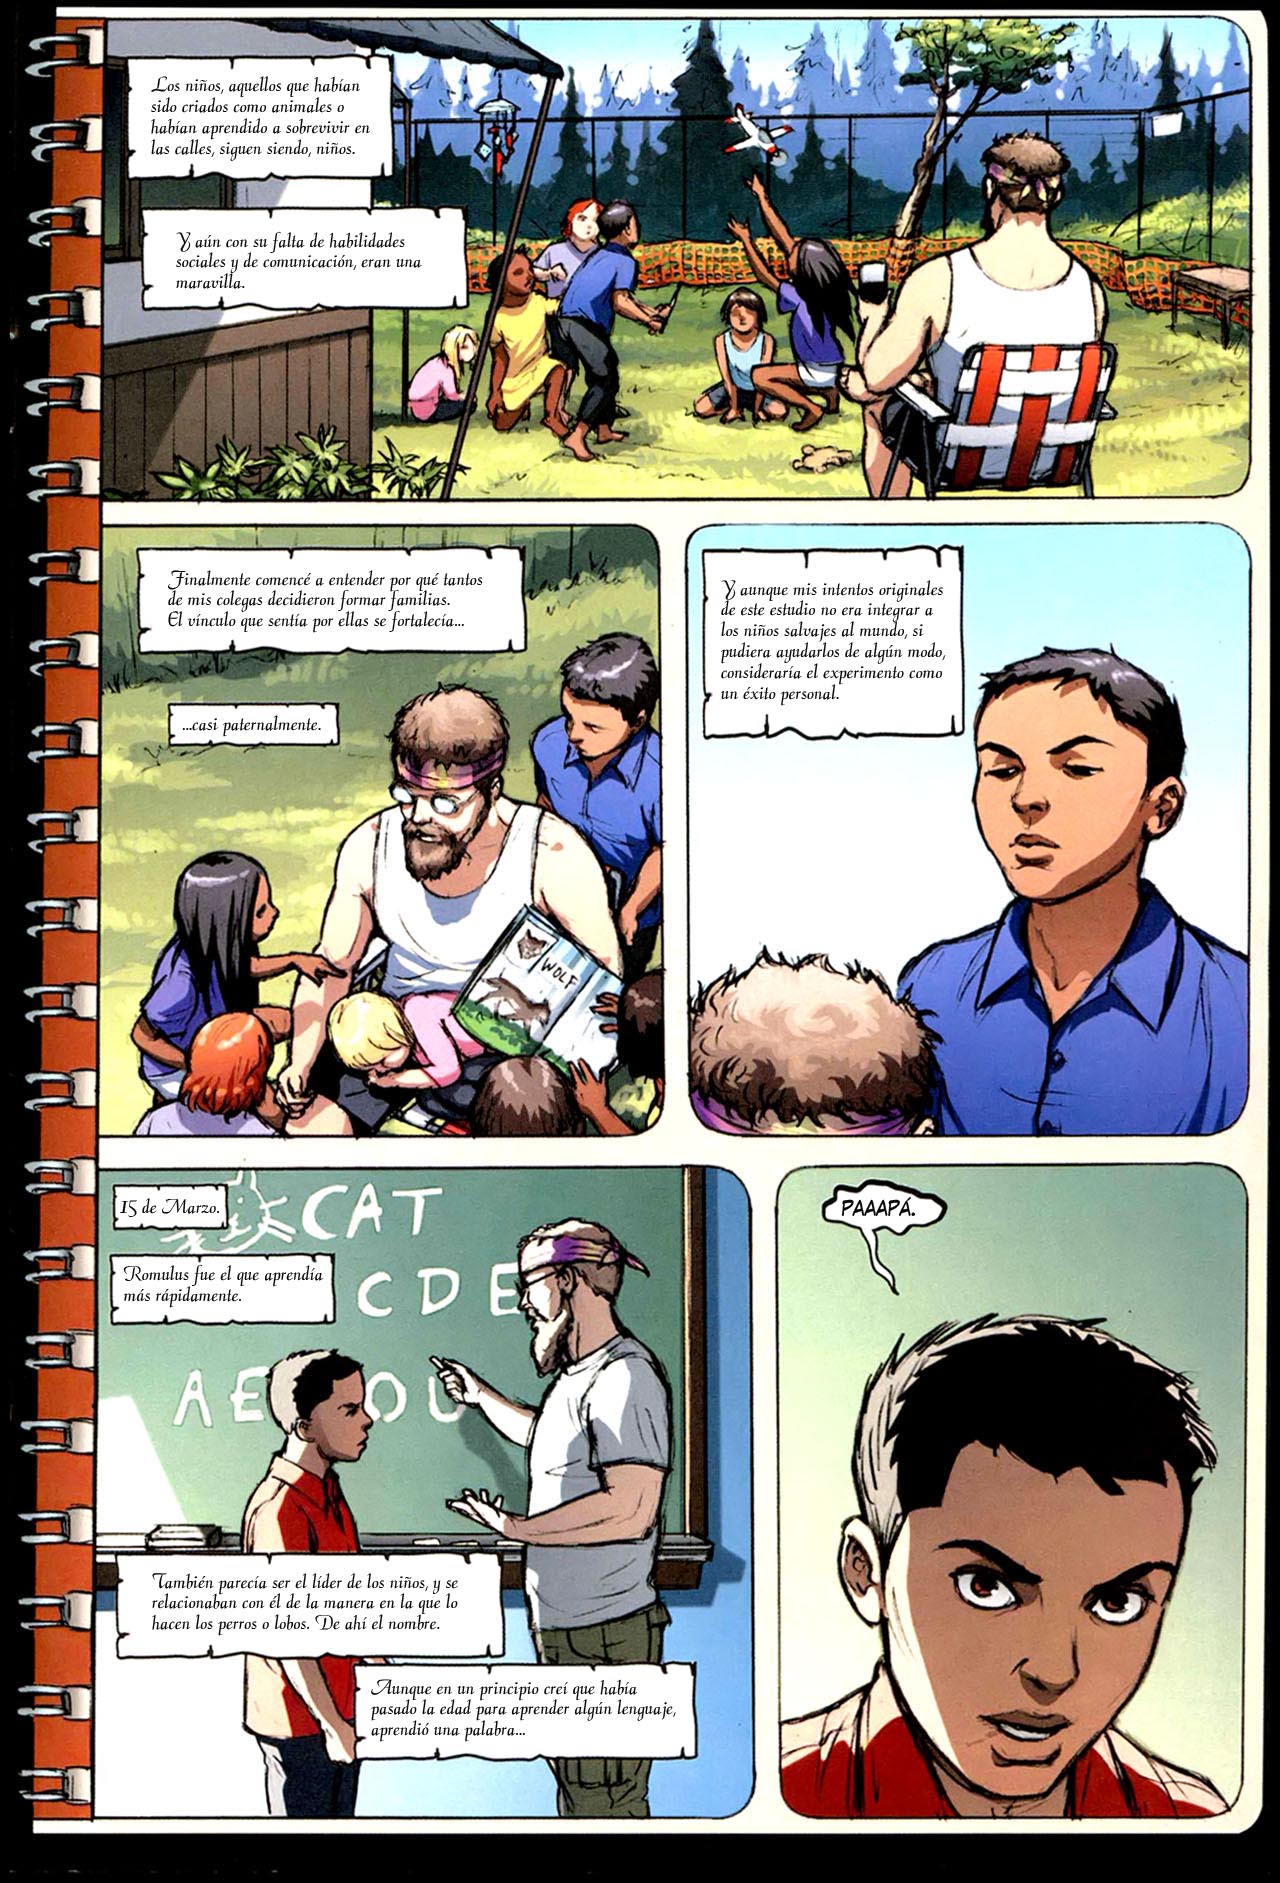 Los niños, aquellos que habían
sido criados como animales o
habían aprendido a sobrevivir en
las calles, siguen siendo, niños.
Y aún con su falta de habilidades
sociales y de comunicación, eran una
maravilla.
Finalmente comencé a entender por qué tantos
de mis colegas decidieron formar familias.
El vínculo que sentía por ellas se fortalecía...
...casi paternalmente.
WOLF
Y aunque mis intentos originales
de este estudio no era integrar a
los niños salvajes al mundo, si
pudiera ayudarlos de algún modo,
consideraría el experimento como
un éxito personal.
15 de Marzo.
CAT
Romulus fue el que aprendía
más rápidamente.
C D E
A E O U
También parecía ser el líder de los niños, y se
relacionaban con él de la manera en la que lo
hacen los perros o lobos. De ahí el nombre.
Aunque en un principio creí que había
pasado la edad para aprender algún lenguaje,
aprendió una palabra...
PAAAPÁ.